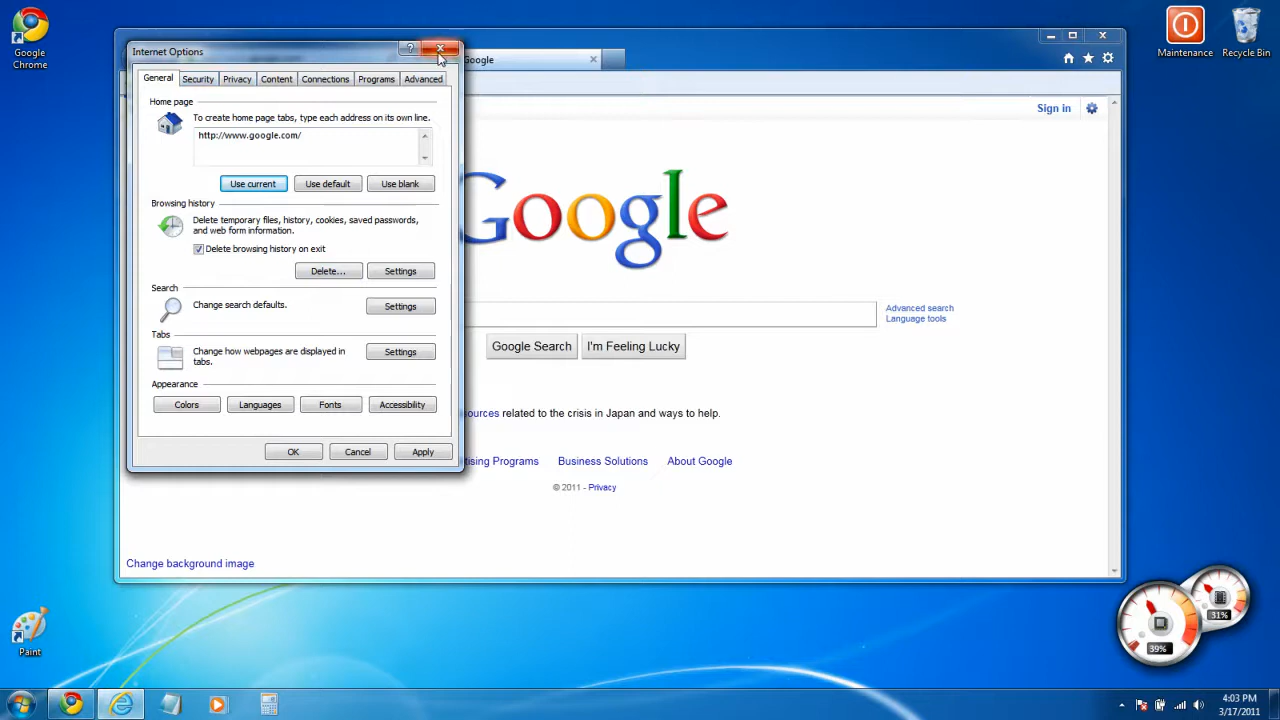 Google
Chrome
Maintenance
Recycle Bin
Internet Options
?
Google
General Security Privacy Content Connections Programs Advanced
Sign in
Home page
To create home page tabs, type each address on its own line.
http://www.google.com/
Use current Use default Use blank
Browsing history
Delete temporary files, history, cookies, saved passwords,
and web form information.
Delete browsing history on exit
Delete... Settings
Search
Change search defaults.
Settings
Tabs
Change how webpages are displayed in
tabs.
Settings
Appearance
Colors Languages Fonts Accessibility
OK Cancel Apply
Google
Advanced search
Language tools
Google Search I'm Feeling Lucky
related to the crisis in Japan and ways to help.
Programs Business Solutions About Google
© 2011 - Privacy
Change background image
31%
39%
Paint
4:03 PM
3/17/2011